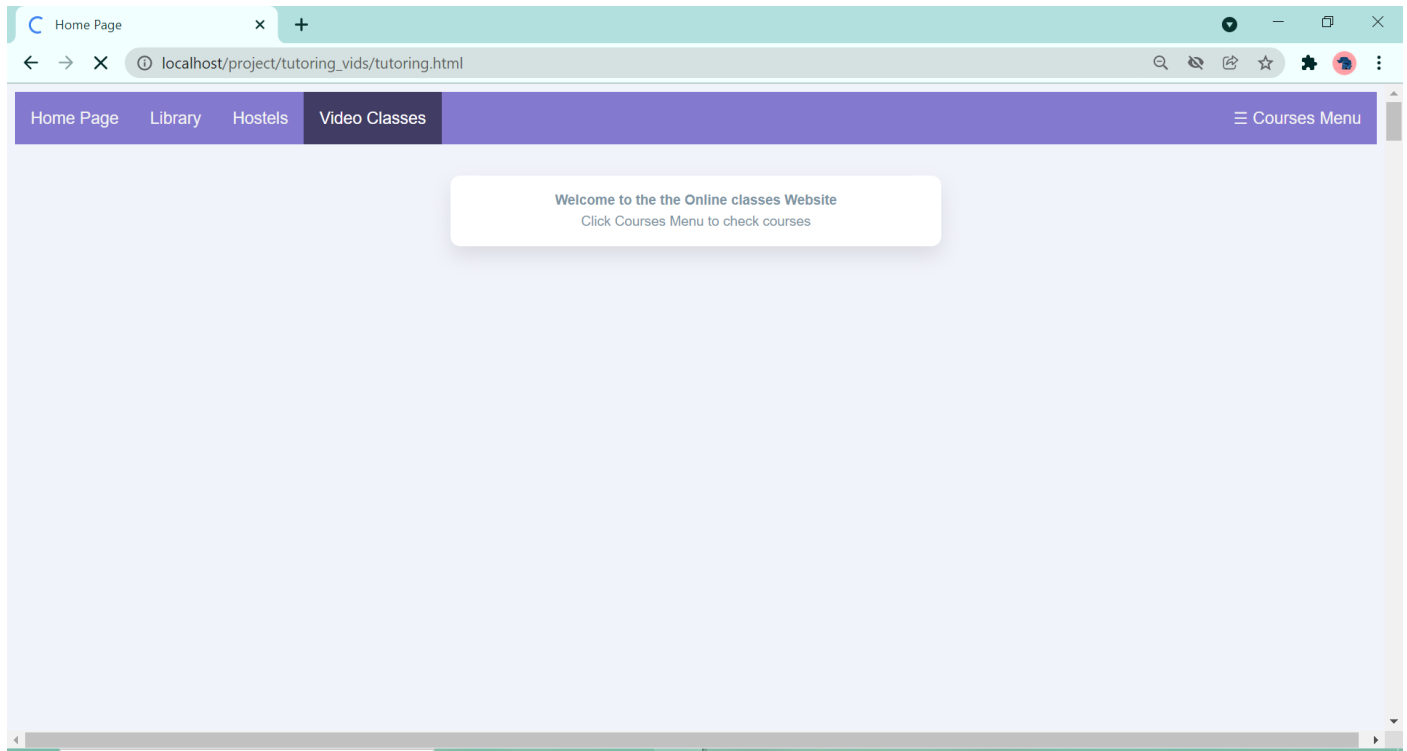 Home Page
localhost/project/tutoring_vids/tutoring.html
Home Page Library Hostels Video Classes ☰ Courses Menu
Welcome to the the Online classes Website
Click Courses Menu to check courses